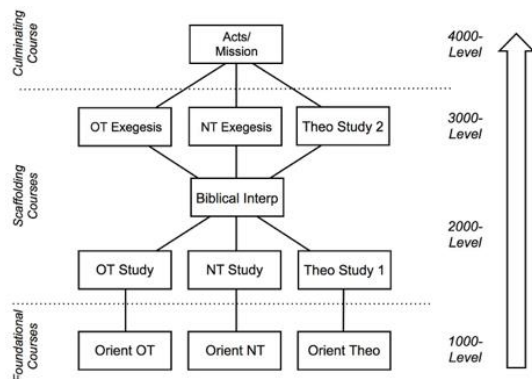 Culminating
Course
Acts/
Mission
4000-
Level
OT Exegesis
NT Exegesis
Theo Study 2
3000-
Level
Scaffolding
Courses
Biblical Interp
2000-
Level
OT Study
NT Study
Theo Study 1
Foundational
Courses
Orient OT
Orient NT
Orient Theo
1000-
Level